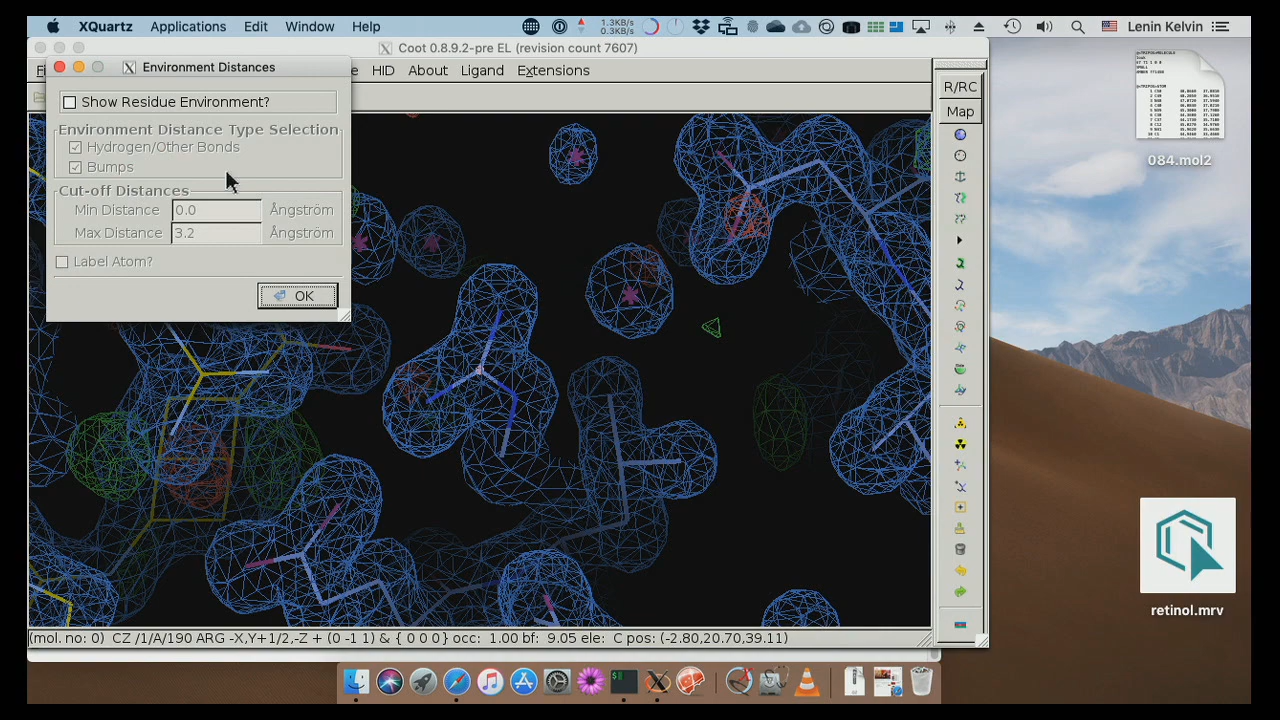 XQuartz Applications Edit Window Help 1.3KB/s 0.3KB/s Lenin Kelvin
Coot 0.8.9.2-pre EL (revision count 7607)
HID About Ligand Extensions
Environment Distances
Show Residue Environment?
Environment Distance Type Selection
Hydrogen/Other Bonds
Bumps
Cut-off Distances
Min Distance 0.0 Ångström
Max Distance 3.2 Ångström
Label Atom?
OK
R/RC
Map
084.mol2
retinol.mrv
(mol. no: 0) CZ /1/A/190 ARG -X,Y+1/2,-Z + (0 -1 1) & { 0 0 0} occ: 1.00 bf: 9.05 ele: C pos: (-2.80,20.70,39.11)